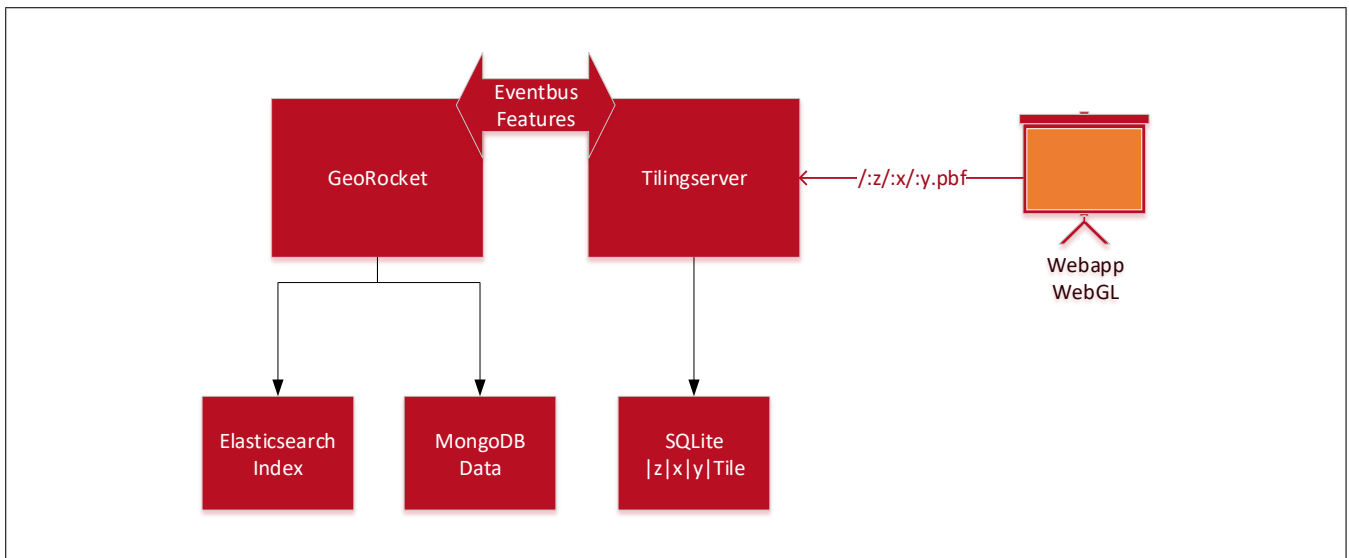 Eventbus
Features
GeoRocket
Tilingserver
/:z/:x/:y.pbf
Webapp
WebGL
Elasticsearch
Index
MongoDB
Data
SQLite
|z|x|y|Tile